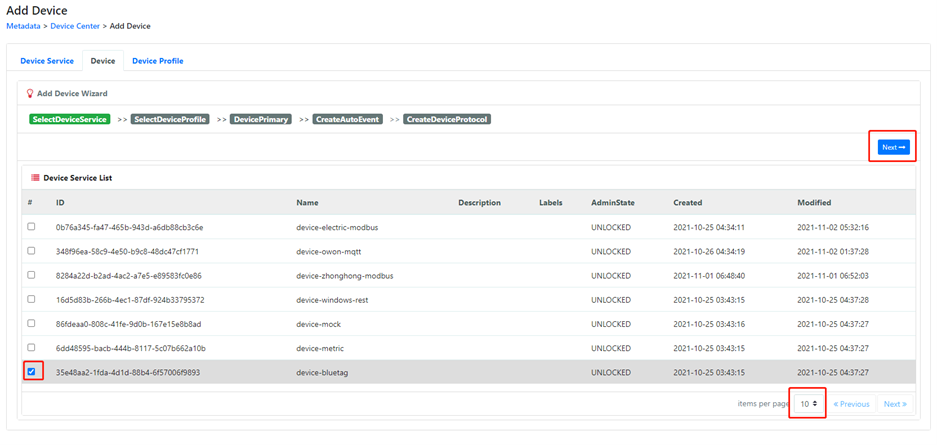 Add Device
Metadata > Device Center > Add Device
Device Service Device Device Profile
Add Device Wizard
SelectDeviceService >> SelectDeviceProfile >> DevicePrimary >> CreateAutoEvent >> CreateDeviceProtocol
Next
Device Service List
# ID Name Description Labels AdminState Created Modified
0b76a345-fa47-465b-943d-a6db88cb3c6e device-electric-modbus UNLOCKED 2021-10-25 04:34:11 2021-11-02 05:32:16
348f96ea-58c9-4e50-b9c8-48dc47cf1771 device-owon-mqtt UNLOCKED 2021-10-26 04:34:19 2021-11-02 01:37:28
8284a22d-b2ad-4ac2-a7e5-e89583fc0e86 device-zhonghong-modbus UNLOCKED 2021-11-01 06:48:40 2021-11-01 06:52:03
16d5d83b-266b-4ec1-87df-924b33795372 device-windows-rest UNLOCKED 2021-10-25 03:43:15 2021-10-25 04:37:28
86fdeaa0-808c-41fe-9d0b-167e15e8b8ad device-mock UNLOCKED 2021-10-25 03:43:16 2021-10-25 04:37:27
6dd48595-bacb-444b-8117-5c07b662a10b device-metric UNLOCKED 2021-10-25 03:43:15 2021-10-25 04:37:27
35e48aa2-1fda-4d1d-88b4-6f57006f9893 device-bluetag UNLOCKED 2021-10-25 03:43:15 2021-10-25 04:37:27
items per page 10 « Previous Next »